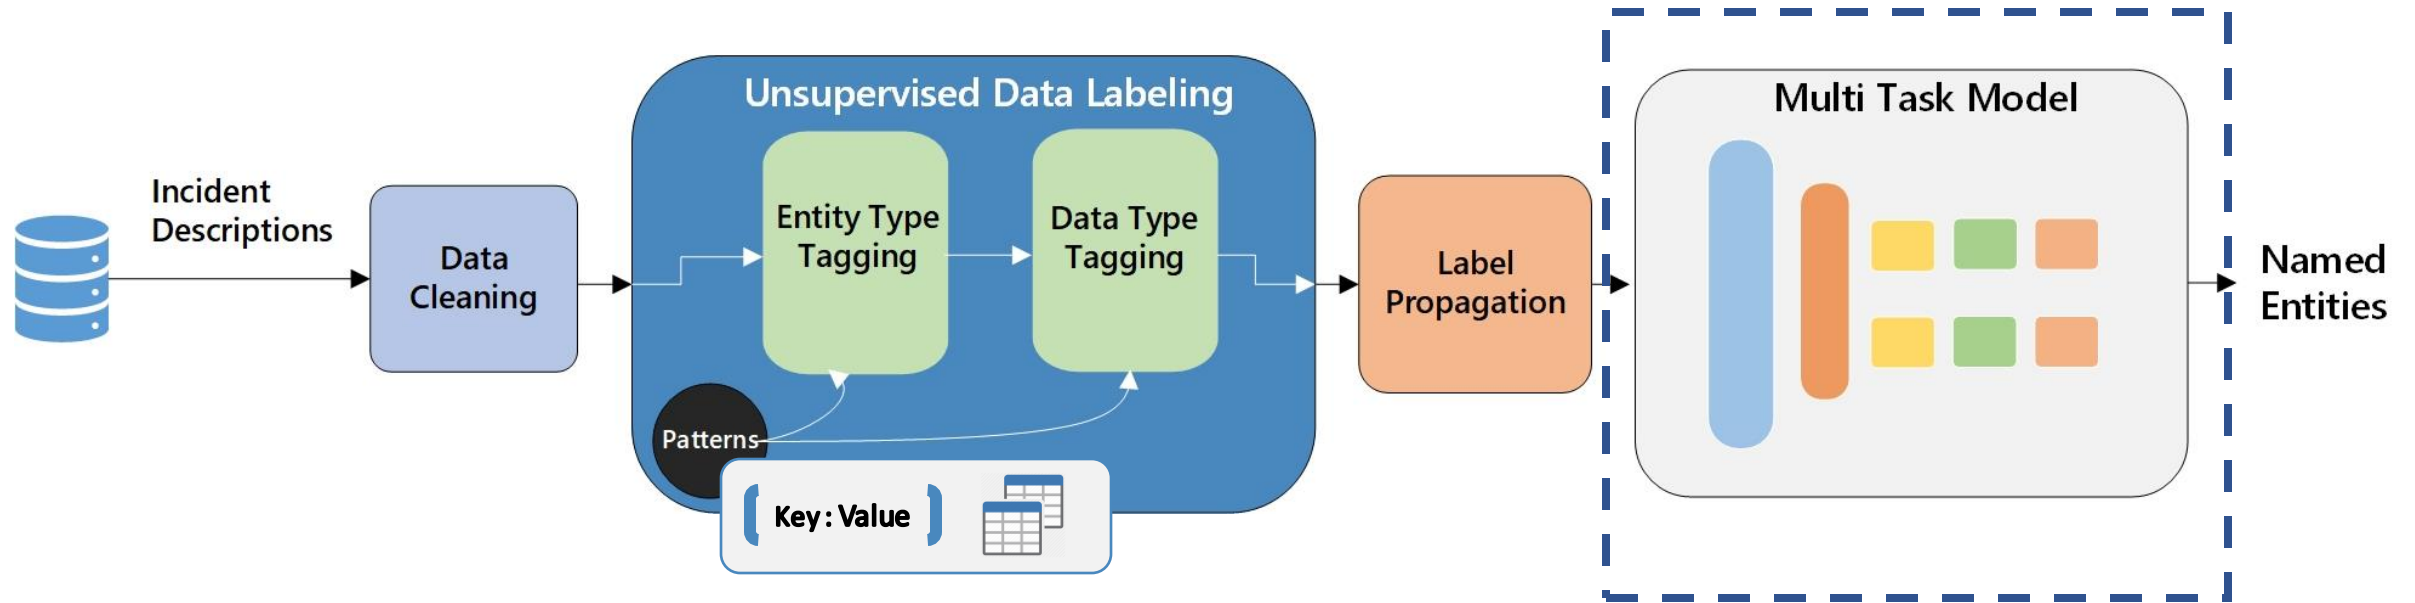 Incident
Descriptions
Data
Cleaning
Unsupervised Data Labeling
Entity Type
Tagging
Data Type
Tagging
Patterns
Key : Value
Label
Propagation
Multi Task Model
Named
Entities